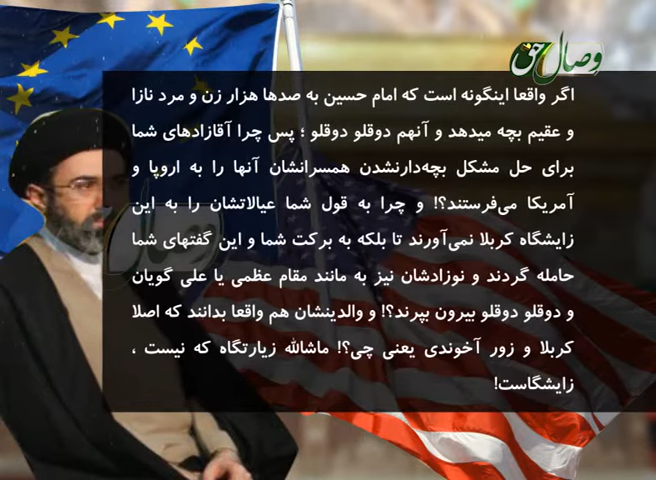 وصال حق
اگر واقعا اینگونه است که امام حسین به صدها هزار زن و مرد نازا
و عقیم بچه میدهد و آنهم دوقلو دوقلو ؛ پس چرا آقازادهای شما
برای حل مشکل بچه‌دارنشدن همسرانشان آنها را به اروپا و
آمریکا می‌فرستند؟! و چرا به قول شما عیالاتشان را به این
زایشگاه کربلا نمی‌آورند تا بلکه به برکت شما و این گفتهای شما
حامله گردند و نوزادشان نیز به مانند مقام عظمی یا علی گویان
و دوقلو دوقلو بیرون بپرند؟! و والدینشان هم واقعا بدانند که اصلا
کربلا و زور آخوندی یعنی چی؟! ماشالله زیارتگاه که نیست ،
زایشگاست!